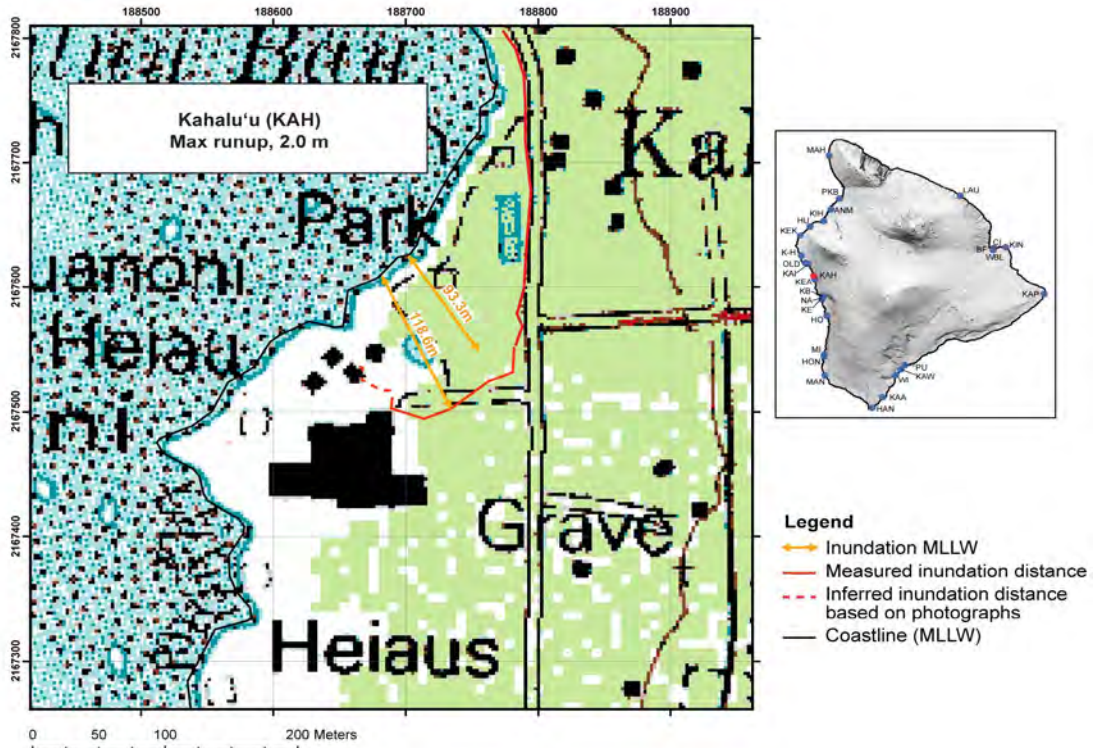 188500 188600 188700 188800 188900
2167800
2167700
2167600
2167500
2167400
2167300
Kahaluʻu (KAH)
Max runup, 2.0 m
Park
Heiau
93.3m
118.6m
Grave
Heiaus
0 50 100 200 Meters
MAH
PKB
ANM
KIH
HU
KEK
K-H
OLD
KAI
KAH
KEA
KB
NA
KE
HO
MI
HON
MAN
HAN
KAA
WI
KAW
PU
LAU
CI
KIN
BF
WBL
KAP
Legend
Inundation MLLW
Measured inundation distance
Inferred inundation distance
based on photographs
Coastline (MLLW)